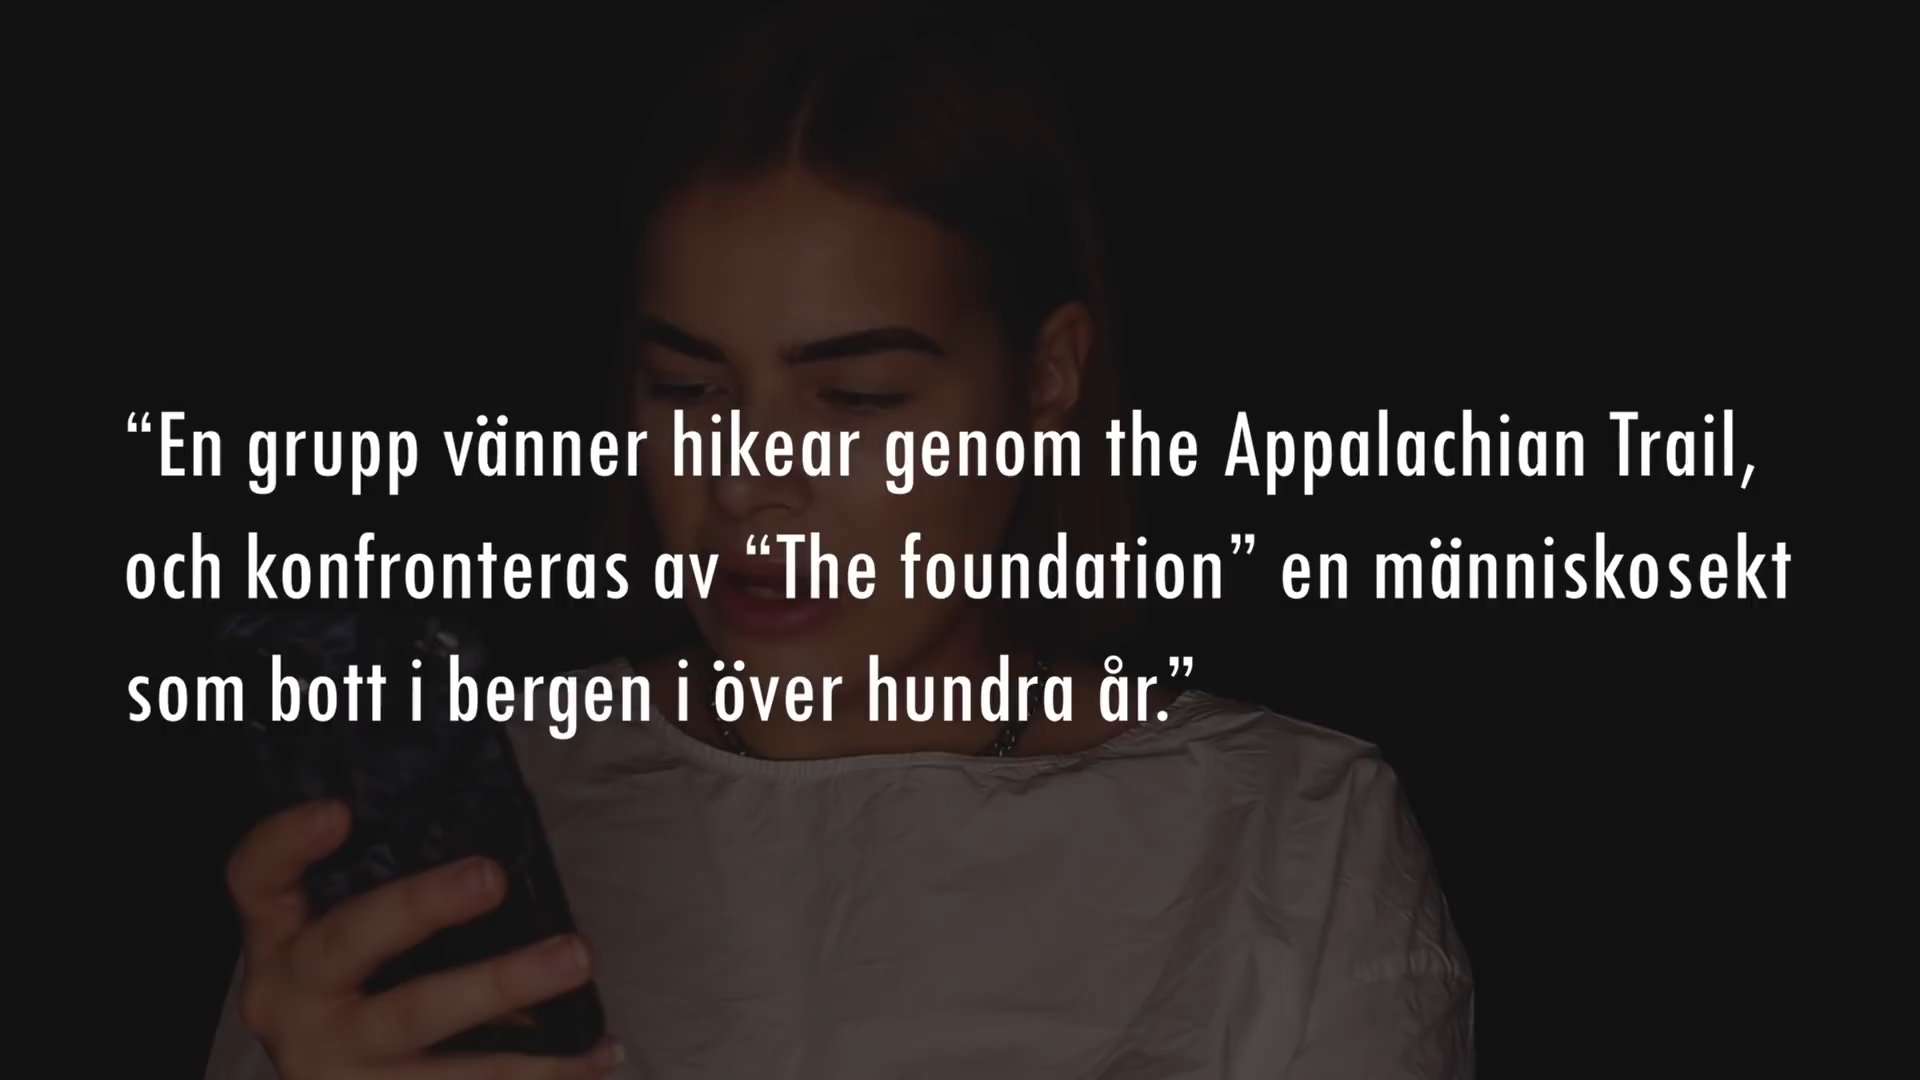 “En grupp vänner hikear genom the Appalachian Trail,
och konfronteras av “The foundation” en människosekt
som bott i bergen i över hundra år.”